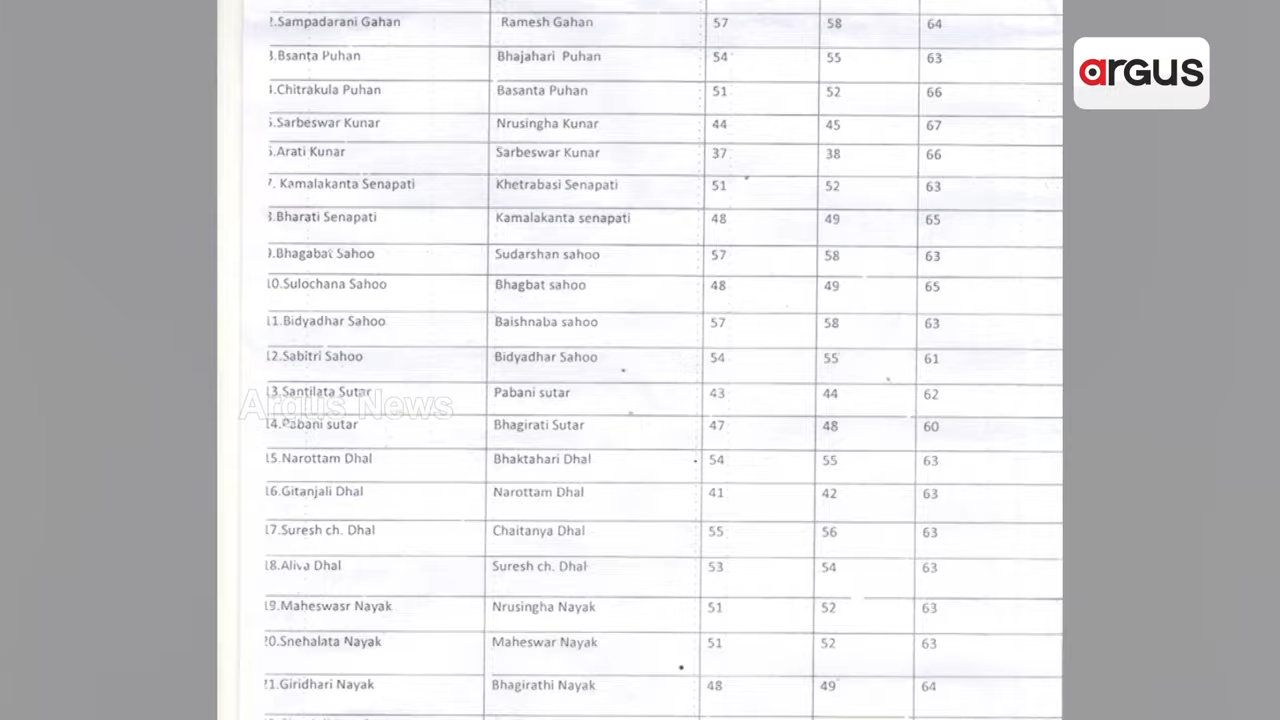 2.Sampadarani Gahan Ramesh Gahan 57 58 64
3.Bsanta Puhan Bhajahari Puhan 54 55 63
4.Chitrakula Puhan Basanta Puhan 51 52 66
5.Sarbeswar Kunar Nrusingha Kunar 44 45 67
6.Arati Kunar Sarbeswar Kunar 37 38 66
7. Kamalakanta Senapati Khetrabasi Senapati 51 52 63
8.Bharati Senapati Kamalakanta senapati 48 49 65
9.Bhagabat Sahoo Sudarshan sahoo 57 58 63
10.Sulochana Sahoo Bhagbat sahoo 48 49 65
11.Bidyadhar Sahoo Baishnaba sahoo 57 58 63
12.Sabitri Sahoo Bidyadhar Sahoo 54 55 61
13.Santilata Sutar Pabani sutar 43 44 62
14.Pabani sutar Bhagirati Sutar 47 48 60
15.Narottam Dhal Bhaktahari Dhal 54 55 63
16.Gitanjali Dhal Narottam Dhal 41 42 63
17.Suresh ch. Dhal Chaitanya Dhal 55 56 63
18.Aliva Dhal Suresh ch. Dhal 53 54 63
19.Maheswasr Nayak Nrusingha Nayak 51 52 63
20.Snehalata Nayak Maheswar Nayak 51 52 63
21.Giridhari Nayak Bhagirathi Nayak 48 49 64
argus
Argus News